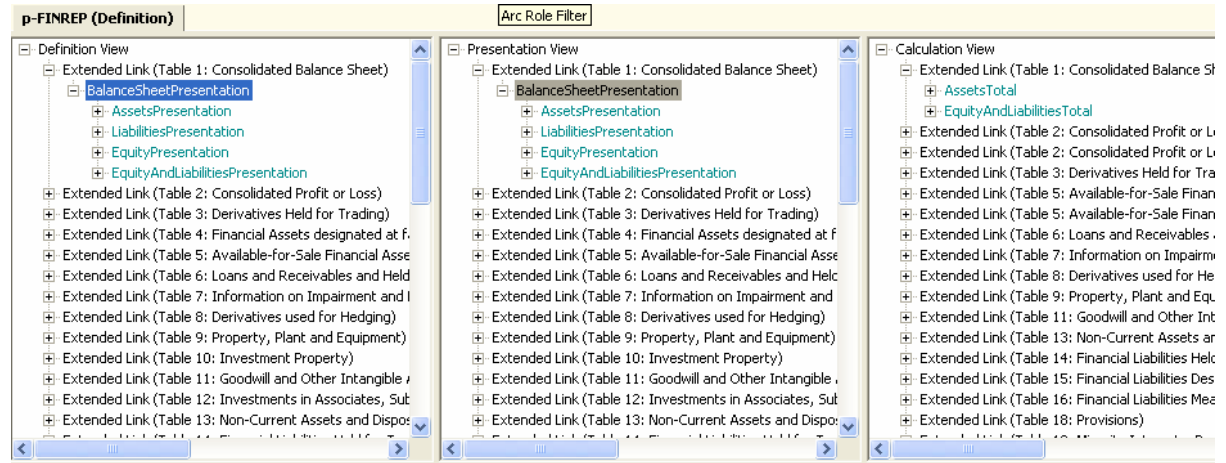 p-FINREP (Definition)
Arc Role Filter
Definition View
Extended Link (Table 1: Consolidated Balance Sheet)
BalanceSheetPresentation
AssetsPresentation
LiabilitiesPresentation
EquityPresentation
EquityAndLiabilitiesPresentation
Extended Link (Table 2: Consolidated Profit or Loss)
Extended Link (Table 3: Derivatives Held for Trading)
Extended Link (Table 4: Financial Assets designated at f
Extended Link (Table 5: Available-for-Sale Financial Asse
Extended Link (Table 6: Loans and Receivables and Held
Extended Link (Table 7: Information on Impairment and
Extended Link (Table 8: Derivatives used for Hedging)
Extended Link (Table 9: Property, Plant and Equipment)
Extended Link (Table 10: Investment Property)
Extended Link (Table 11: Goodwill and Other Intangible
Extended Link (Table 12: Investments in Associates, Sub
Extended Link (Table 13: Non-Current Assets and Dispos
Presentation View
Extended Link (Table 1: Consolidated Balance Sheet)
BalanceSheetPresentation
AssetsPresentation
LiabilitiesPresentation
EquityPresentation
EquityAndLiabilitiesPresentation
Extended Link (Table 2: Consolidated Profit or Loss)
Extended Link (Table 3: Derivatives Held for Trading)
Extended Link (Table 4: Financial Assets designated at f
Extended Link (Table 5: Available-for-Sale Financial Asse
Extended Link (Table 6: Loans and Receivables and Held
Extended Link (Table 7: Information on Impairment and
Extended Link (Table 8: Derivatives used for Hedging)
Extended Link (Table 9: Property, Plant and Equipment)
Extended Link (Table 10: Investment Property)
Extended Link (Table 11: Goodwill and Other Intangible
Extended Link (Table 12: Investments in Associates, Sub
Extended Link (Table 13: Non-Current Assets and Dispos
Calculation View
Extended Link (Table 1: Consolidated Balance Sh
AssetsTotal
EquityAndLiabilitiesTotal
Extended Link (Table 2: Consolidated Profit or L
Extended Link (Table 2: Consolidated Profit or L
Extended Link (Table 3: Derivatives Held for Tra
Extended Link (Table 5: Available-for-Sale Finan
Extended Link (Table 5: Available-for-Sale Finan
Extended Link (Table 6: Loans and Receivables
Extended Link (Table 7: Information on Impairm
Extended Link (Table 8: Derivatives used for He
Extended Link (Table 9: Property, Plant and Equ
Extended Link (Table 11: Goodwill and Other Int
Extended Link (Table 13: Non-Current Assets an
Extended Link (Table 14: Financial Liabilities Held
Extended Link (Table 15: Financial Liabilities Des
Extended Link (Table 16: Financial Liabilities Mea
Extended Link (Table 18: Provisions)